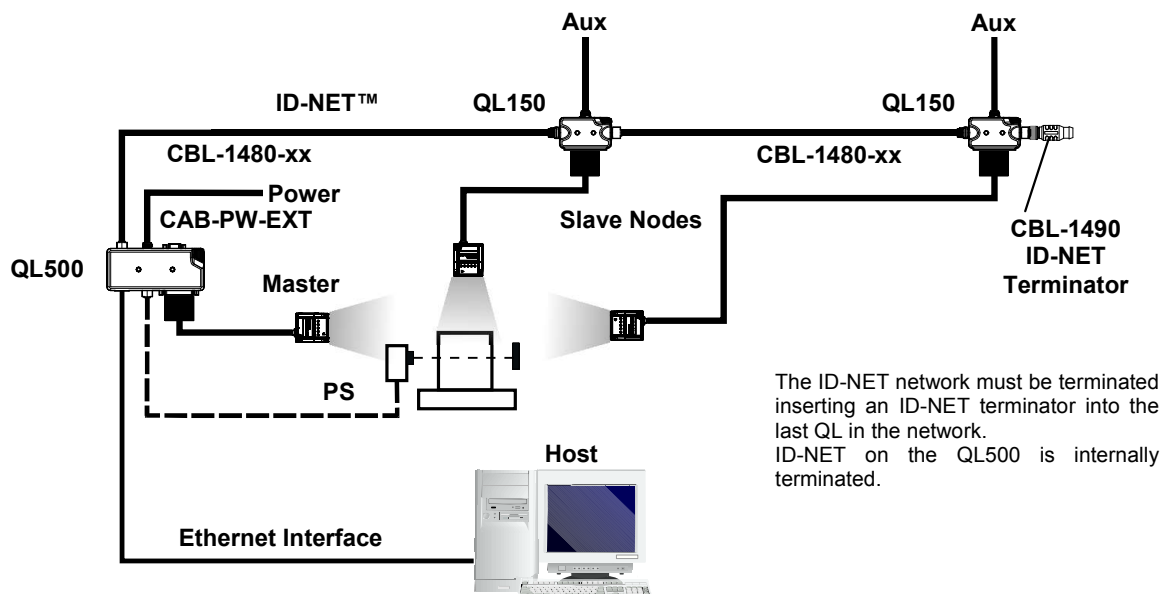 Aux
Aux
ID-NET™
QL150
QL150
CBL-1480-xx
CBL-1480-xx
Power
CAB-PW-EXT
Slave Nodes
CBL-1490
ID-NET
Terminator
QL500
Master
PS
The ID-NET network must be terminated
inserting an ID-NET terminator into the
last QL in the network.
ID-NET on the QL500 is internally
terminated.
Host
Ethernet Interface